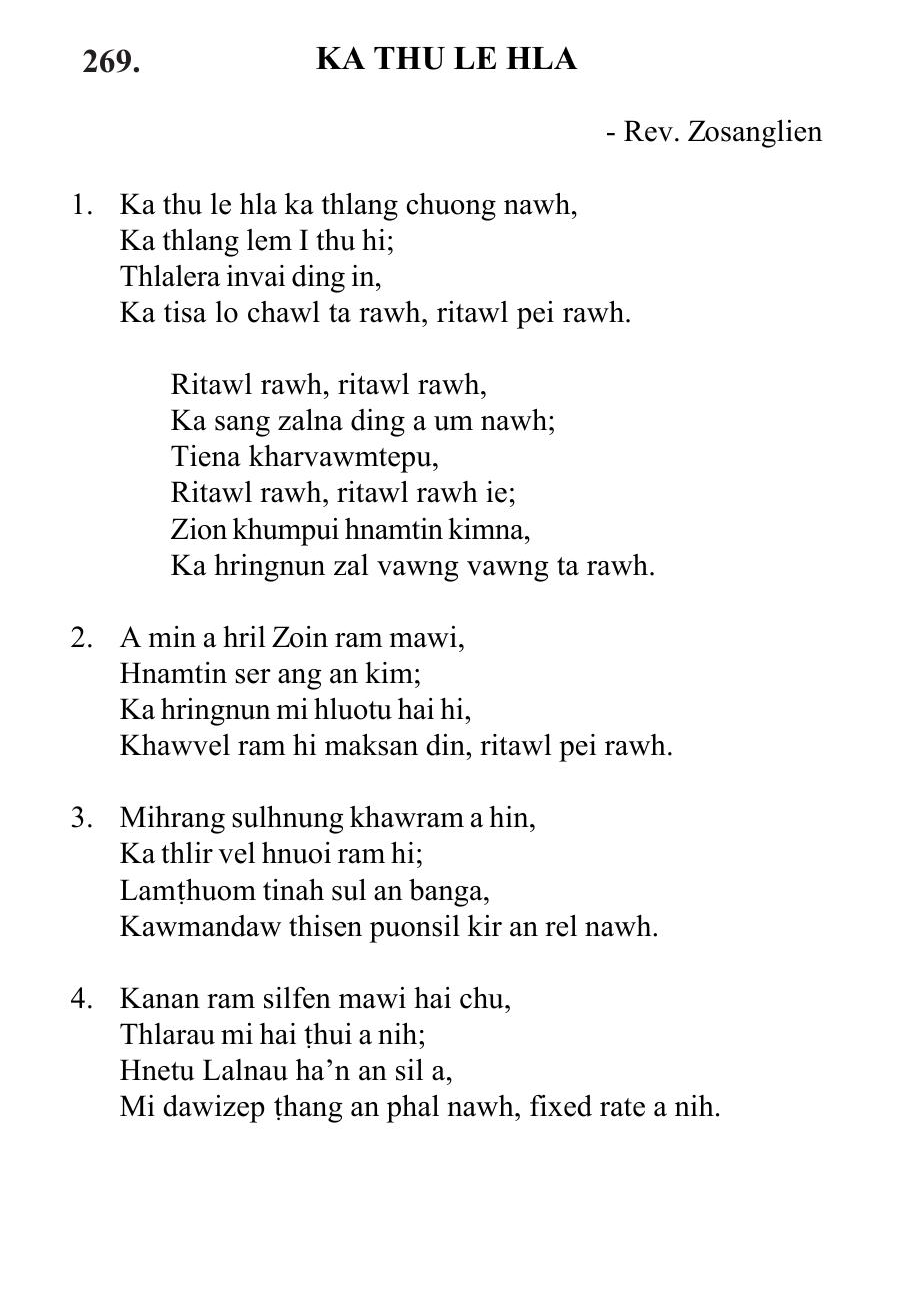 269. KA THU LE HLA
- Rev. Zosanglien
1. Ka thu le hla ka thlang chuong nawh,
Ka thlang lem I thu hi;
Thlalera invai ding in,
Ka tisa lo chawl ta rawh, ritawl pei rawh.
Ritawl rawh, ritawl rawh,
Ka sang zalna ding a um nawh;
Tiena kharvawmtepu,
Ritawl rawh, ritawl rawh ie;
Zion khumpui hnamtin kimna,
Ka hringnun zal vawng vawng ta rawh.
2. A min a hril Zoin ram mawi,
Hnamtin ser ang an kim;
Ka hringnun mi hluotu hai hi,
Khawvel ram hi maksan din, ritawl pei rawh.
3. Mihrang sulhnung khawram a hin,
Ka thlir vel hnuoi ram hi;
Lamṭhuom tinah sul an banga,
Kawmandaw thisen puonsil kir an rel nawh.
4. Kanan ram silfen mawi hai chu,
Thlarau mi hai ṭhui a nih;
Hnetu Lalnau ha’n an sil a,
Mi dawizep ṭhang an phal nawh, fixed rate a nih.